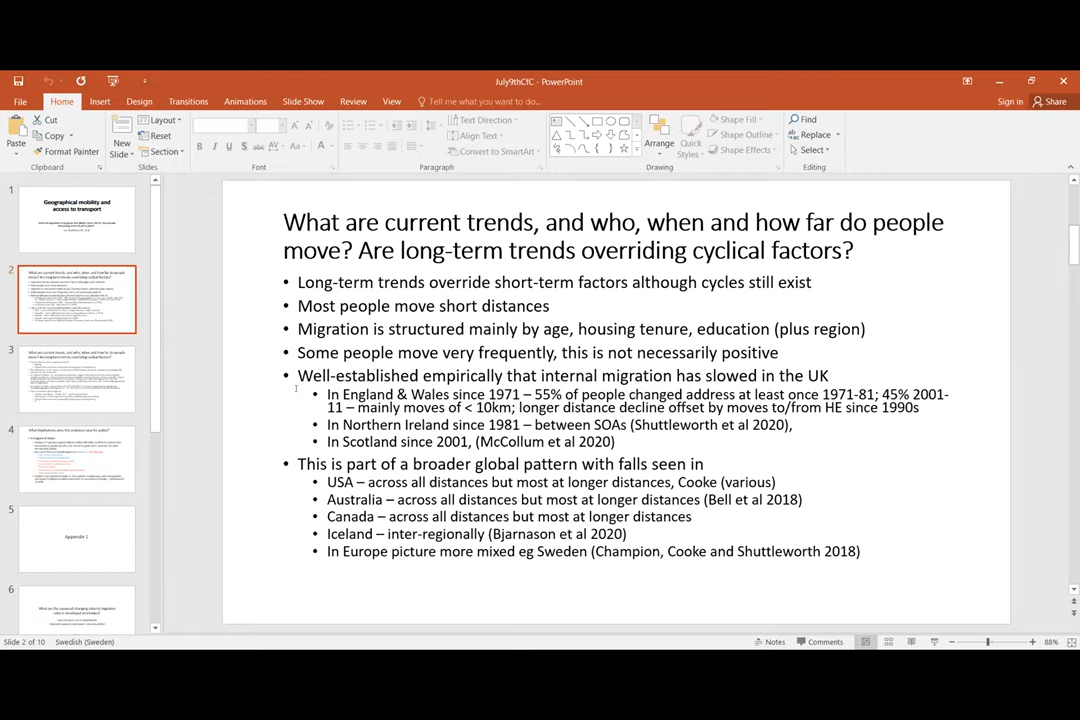 July9thCfC - PowerPoint
File Home Insert Design Transitions Animations Slide Show Review View Tell me what you want to do... Sign in Share
Cut
Copy
Format Painter
Paste
Clipboard
New
Slide
Layout
Reset
Section
Slides
Font
Text Direction
Align Text
Convert to SmartArt
Paragraph
Arrange
Quick
Styles
Shape Fill
Shape Outline
Shape Effects
Drawing
Find
Replace
Select
Editing
1
Geographical mobility and
access to transport
2
3
4
5
Appendix 1
6
What are current trends, and who, when and how far do people
move? Are long-term trends overriding cyclical factors?
• Long-term trends override short-term factors although cycles still exist
• Most people move short distances
• Migration is structured mainly by age, housing tenure, education (plus region)
• Some people move very frequently, this is not necessarily positive
• Well-established empirically that internal migration has slowed in the UK
• In England & Wales since 1971 – 55% of people changed address at least once 1971-81; 45% 2001-
11 – mainly moves of < 10km; longer distance decline offset by moves to/from HE since 1990s
• In Northern Ireland since 1981 – between SOAs (Shuttleworth et al 2020),
• In Scotland since 2001, (McCollum et al 2020)
• This is part of a broader global pattern with falls seen in
• USA – across all distances but most at longer distances, Cooke (various)
• Australia – across all distances but most at longer distances (Bell et al 2018)
• Canada – across all distances but most at longer distances
• Iceland – inter-regionally (Bjarnason et al 2020)
• In Europe picture more mixed eg Sweden (Champion, Cooke and Shuttleworth 2018)
Slide 2 of 10 Swedish (Sweden) Notes Comments 88%